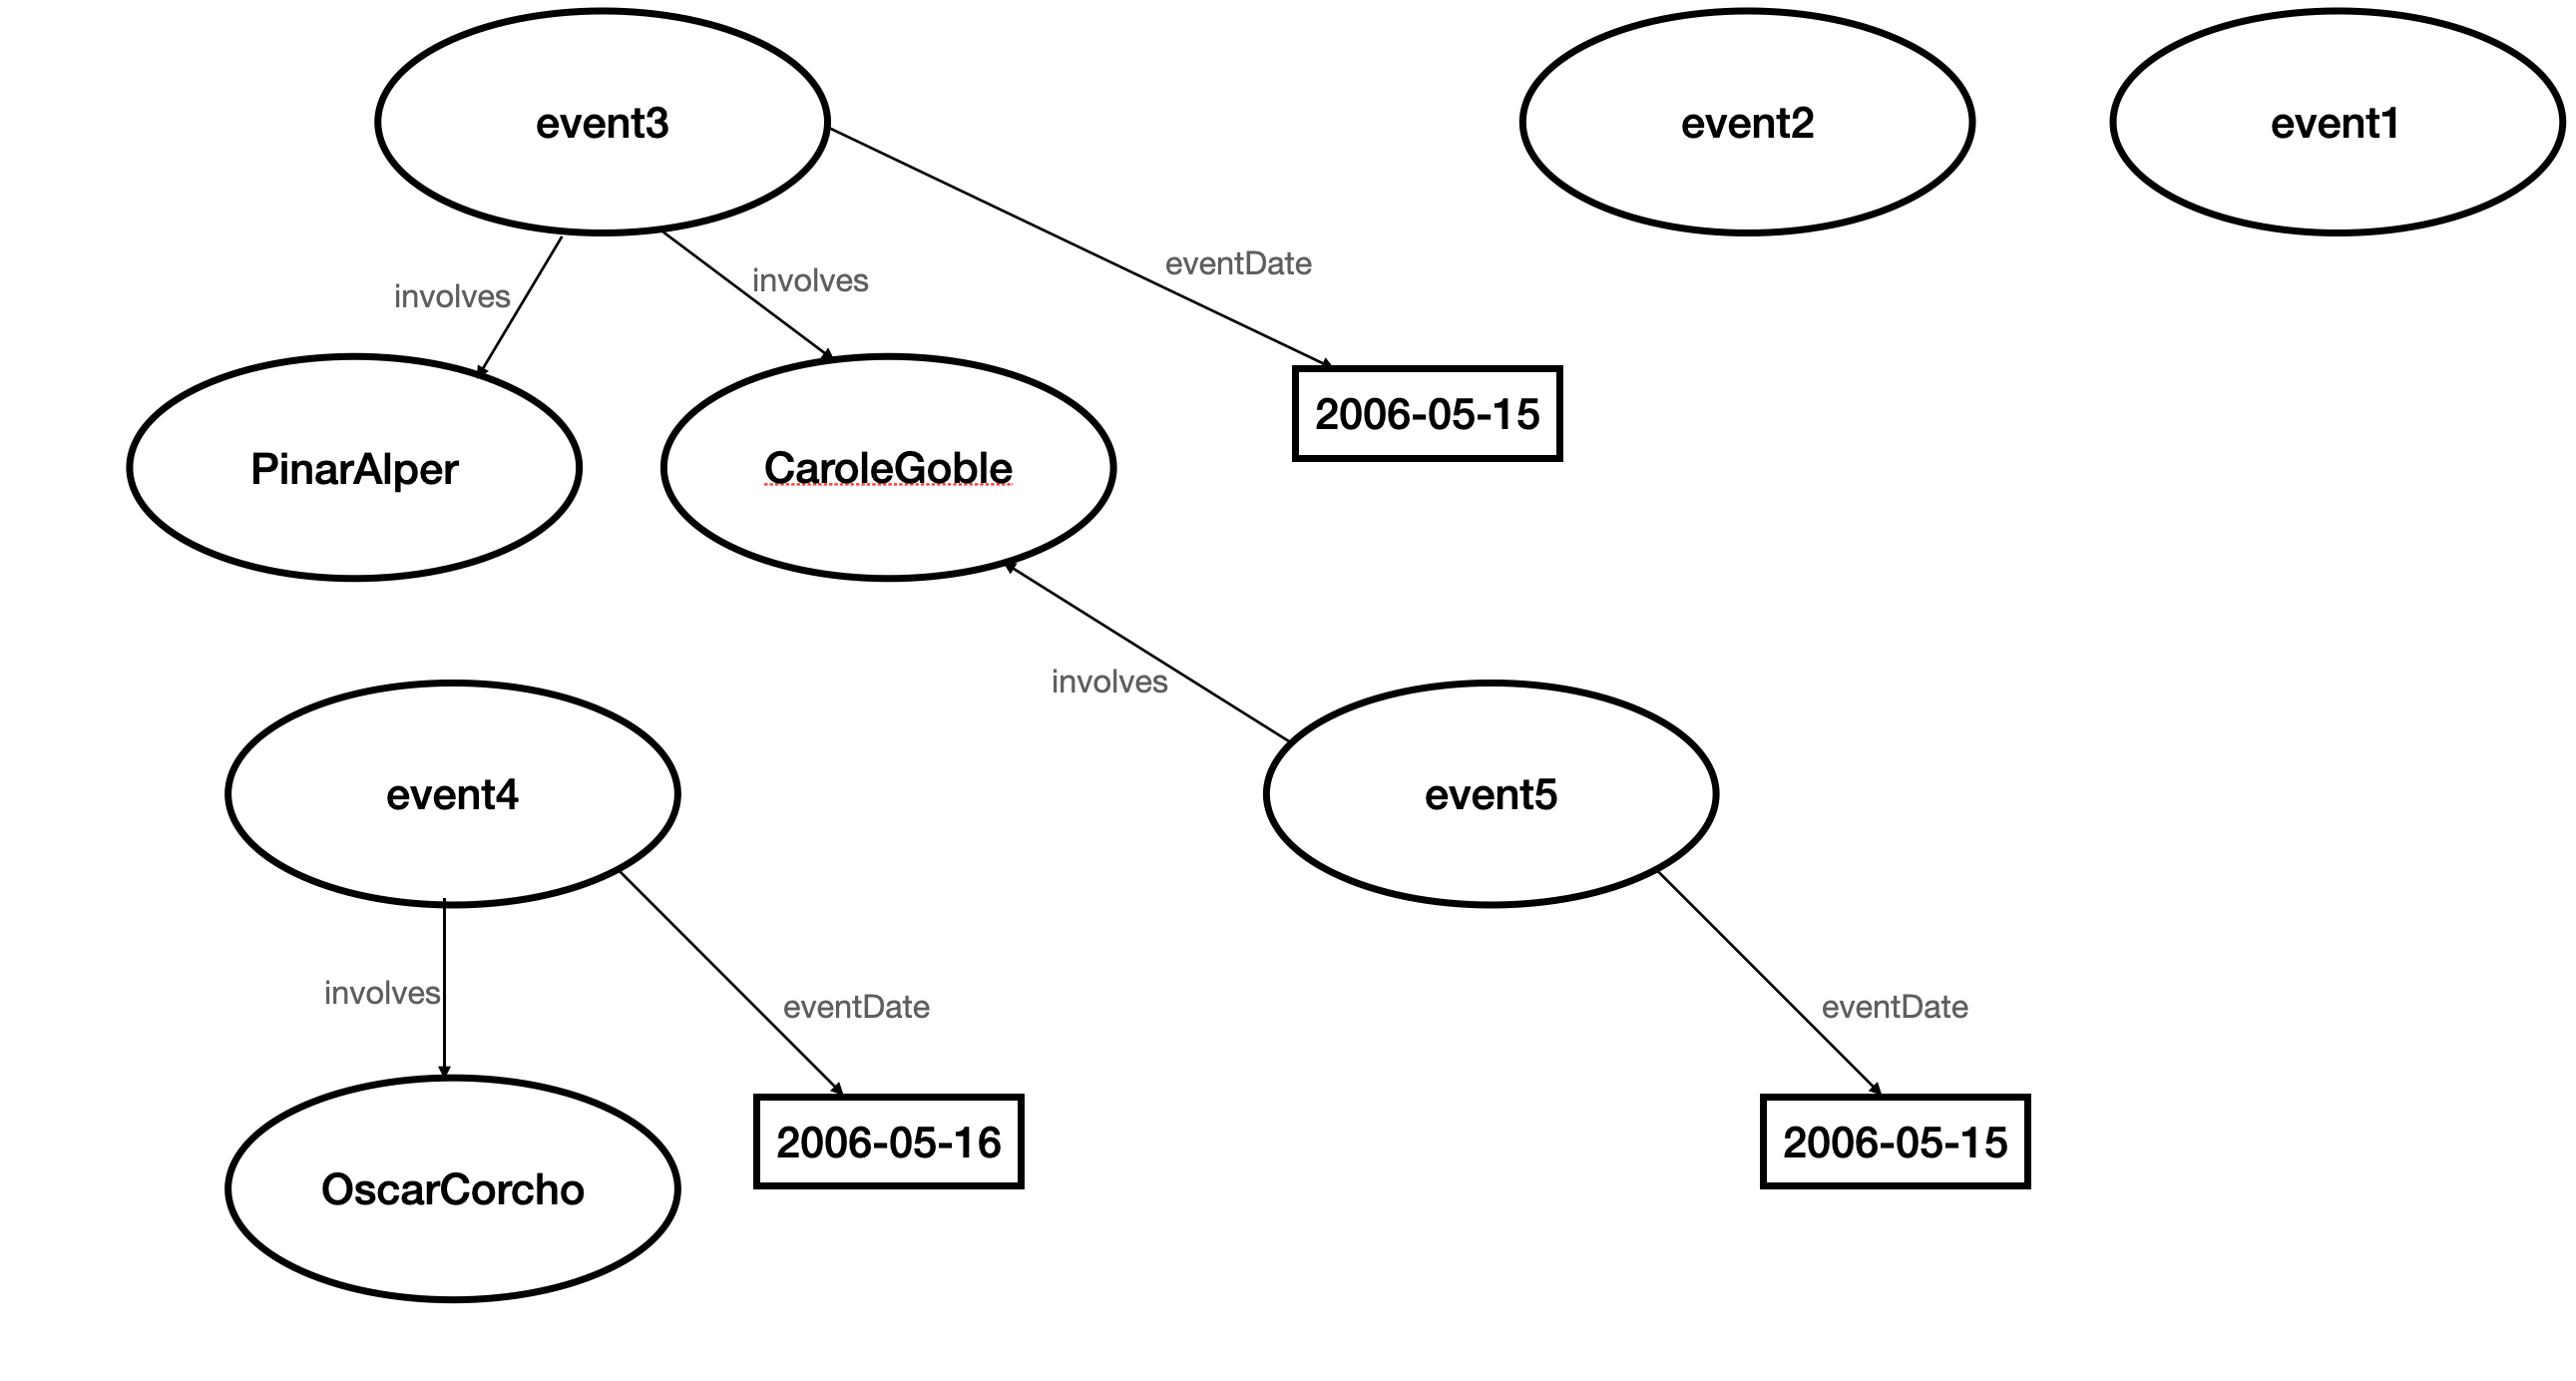 event3
event2
event1
eventDate
involves
involves
2006-05-15
PinarAlper
CaroleGoble
involves
event4
event5
involves
eventDate
eventDate
2006-05-16
2006-05-15
OscarCorcho